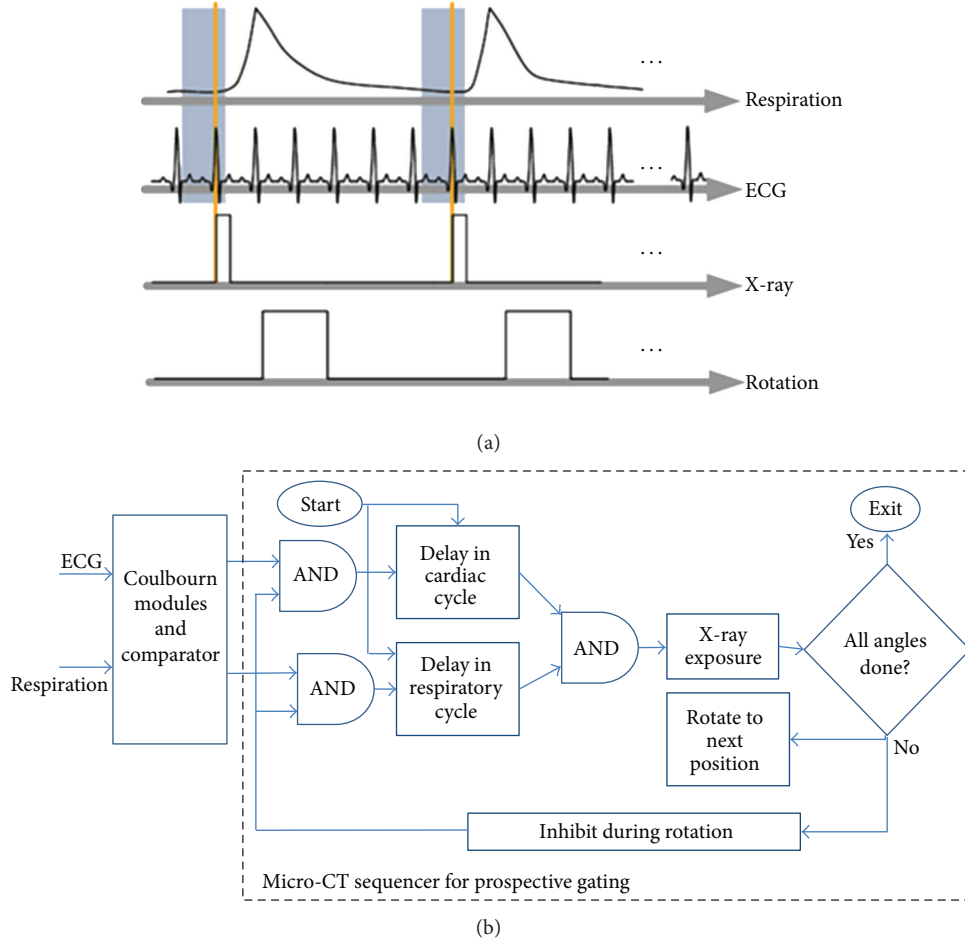 ...
Respiration
...
ECG
...
X-ray
...
Rotation
(a)
Start
Exit
Yes
ECG
Coulbourn
modules
and
comparator
AND
Delay in
cardiac
cycle
AND
X-ray
exposure
All angles
done?
Respiration
AND
Delay in
respiratory
cycle
Rotate to
next
position
No
Inhibit during rotation
Micro-CT sequencer for prospective gating
(b)